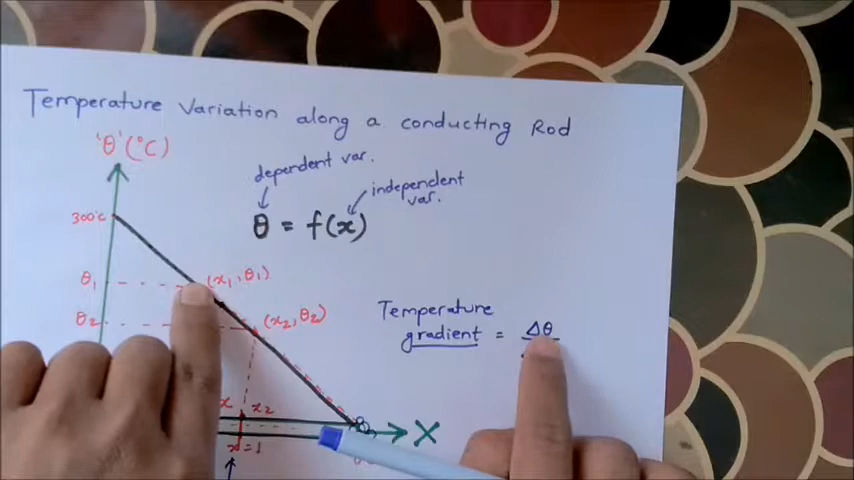 Temperature Variation along a conducting Rod
'θ'(°C)
dependent var.
independent
var.
θ = f(x)
300°C
θ₁
(x₁, θ₁)
θ₂
(x₂, θ₂)
Temperature
gradient = Δθ
x x₂
x=1
X